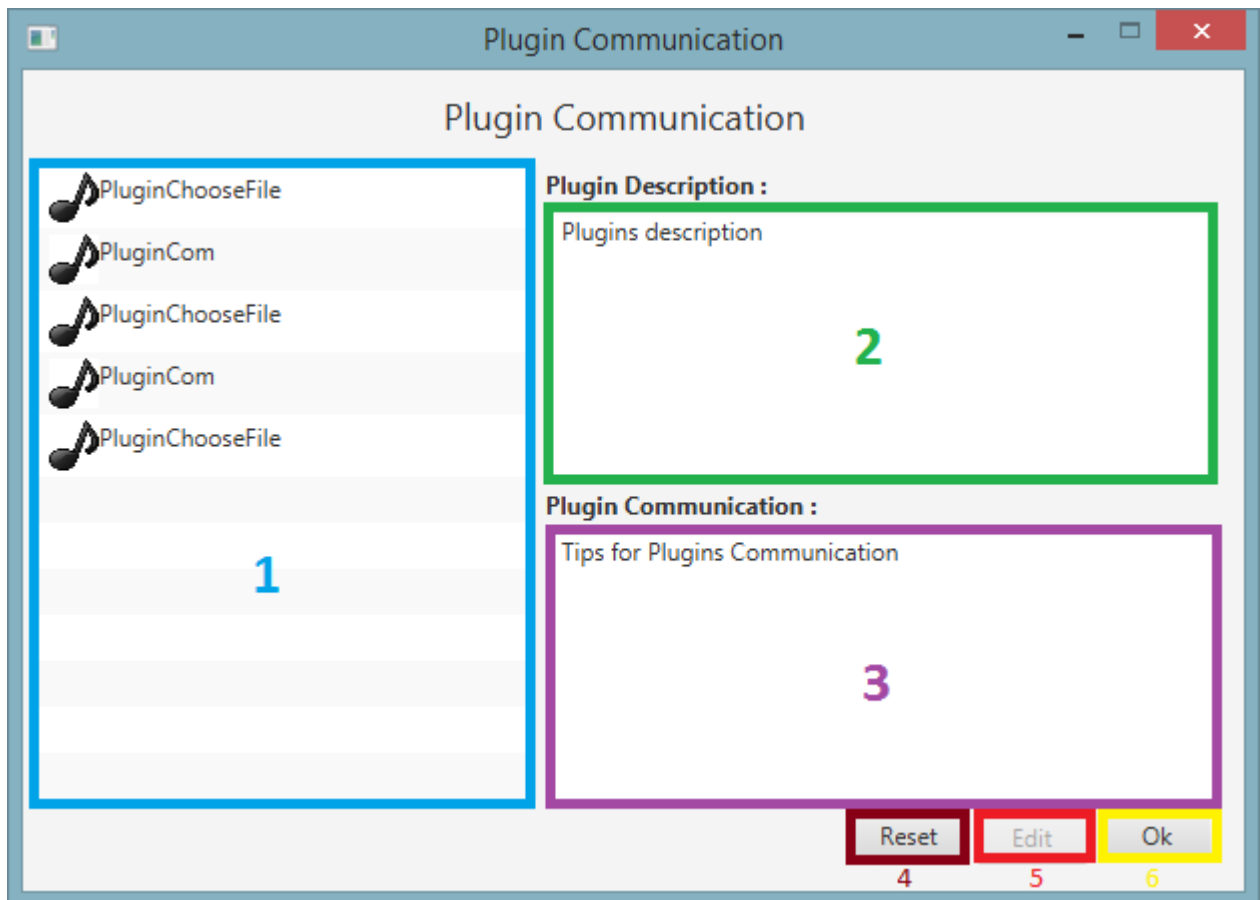 Plugin Communication
Plugin Communication
PluginChooseFile
PluginCom
PluginChooseFile
PluginCom
PluginChooseFile
1
Plugin Description :
Plugins description
2
Plugin Communication :
Tips for Plugins Communication
3
Reset Edit Ok
4 5 6